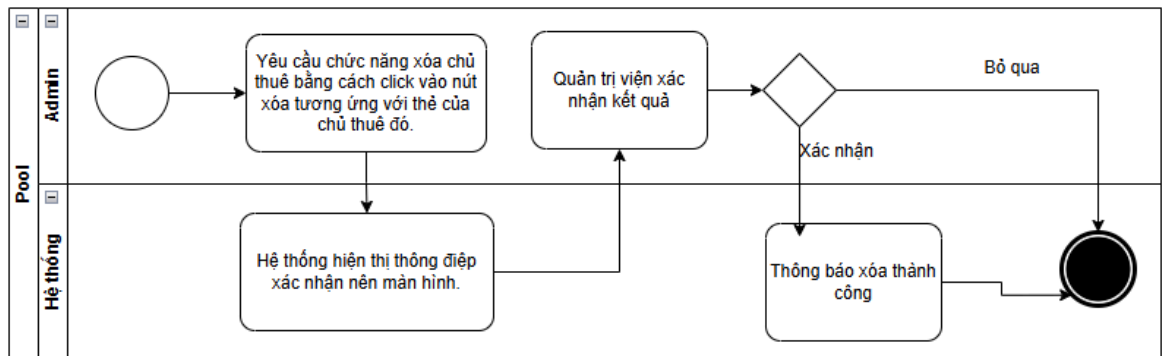 Pool
Admin
Yêu cầu chức năng xóa chủ
thuê bằng cách click vào nút
xóa tương ứng với thẻ của
chủ thuê đó.
Quản trị viện xác
nhận kết quả
Bỏ qua
Xác nhận
Hệ thống
Hệ thống hiện thị thông điệp
xác nhận nên màn hình.
Thông báo xóa thành
công